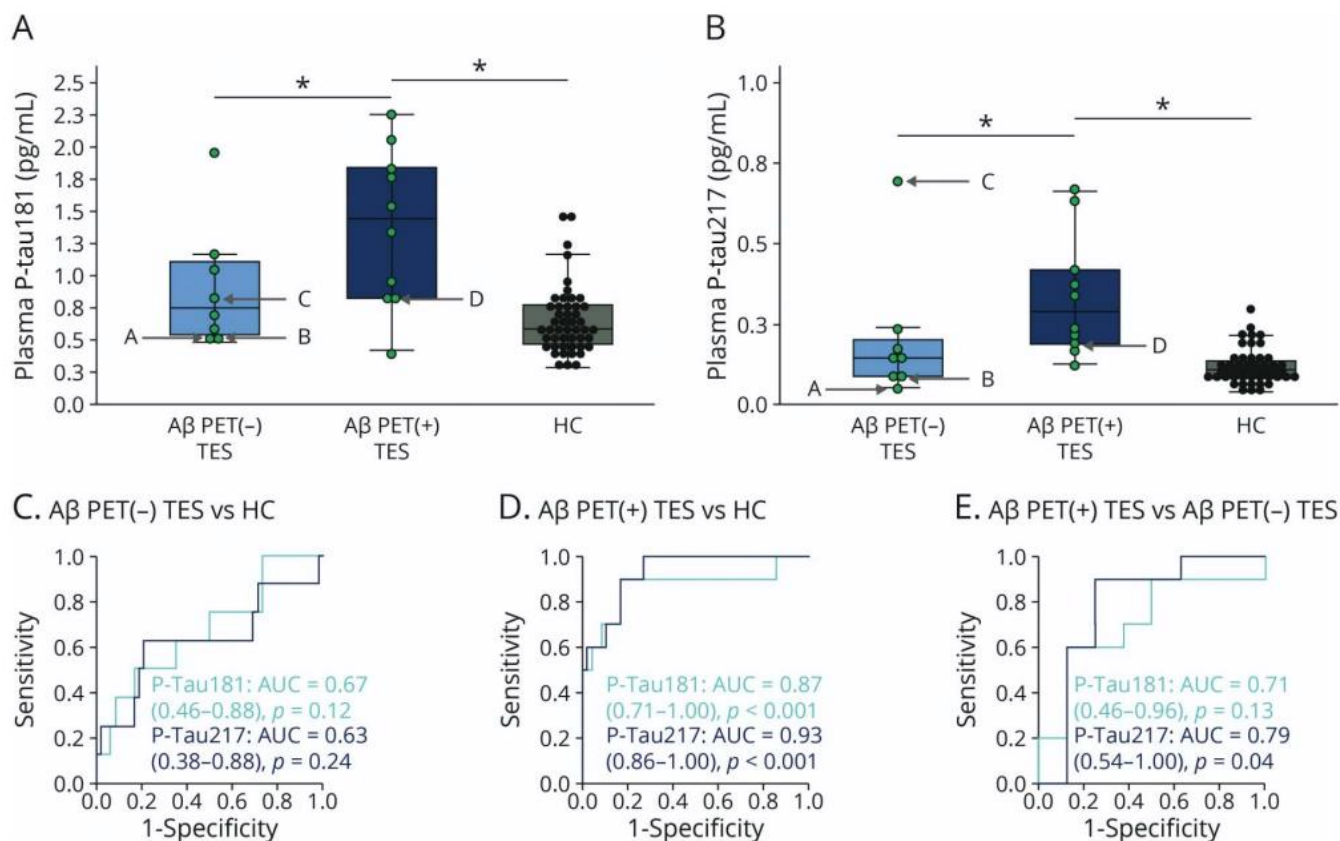 A
Plasma P-tau181 (pg/mL)
2.5
2.3
2.0
1.8
1.5
1.3
1.0
0.8
0.5
0.3
0.0
*
*
C
A
B
D
Aβ PET(–)
TES
Aβ PET(+)
TES
HC
B
Plasma P-tau217 (pg/mL)
1.0
0.8
0.5
0.3
0.0
*
*
C
B
A
D
Aβ PET(–)
TES
Aβ PET(+)
TES
HC
C. Aβ PET(–) TES vs HC
Sensitivity
1.0
0.8
0.6
0.4
0.2
0.0
P-Tau181: AUC = 0.67
(0.46–0.88), p = 0.12
P-Tau217: AUC = 0.63
(0.38–0.88), p = 0.24
0.0 0.2 0.4 0.6 0.8 1.0
1-Specificity
D. Aβ PET(+) TES vs HC
Sensitivity
1.0
0.8
0.6
0.4
0.2
0.0
P-Tau181: AUC = 0.87
(0.71–1.00), p < 0.001
P-Tau217: AUC = 0.93
(0.86–1.00), p < 0.001
0.0 0.2 0.4 0.6 0.8 1.0
1-Specificity
E. Aβ PET(+) TES vs Aβ PET(–) TES
Sensitivity
1.0
0.8
0.6
0.4
0.2
0.0
P-Tau181: AUC = 0.71
(0.46–0.96), p = 0.13
P-Tau217: AUC = 0.79
(0.54–1.00), p = 0.04
0.0 0.2 0.4 0.6 0.8 1.0
1-Specificity